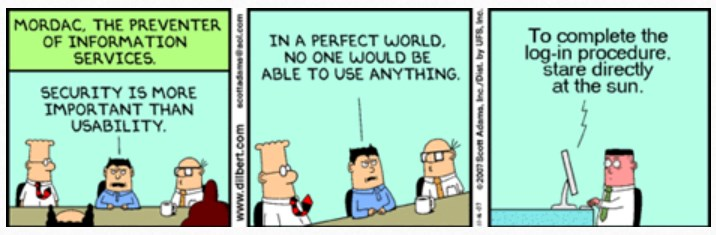 MORDAC, THE PREVENTER
OF INFORMATION
SERVICES.
SECURITY IS MORE
IMPORTANT THAN
USABILITY.
www.dilbert.com scottadams@aol.com
IN A PERFECT WORLD,
NO ONE WOULD BE
ABLE TO USE ANYTHING.
©2007 Scott Adams, Inc./Dist. by UFS, Inc.
To complete the
log-in procedure,
stare directly
at the sun.